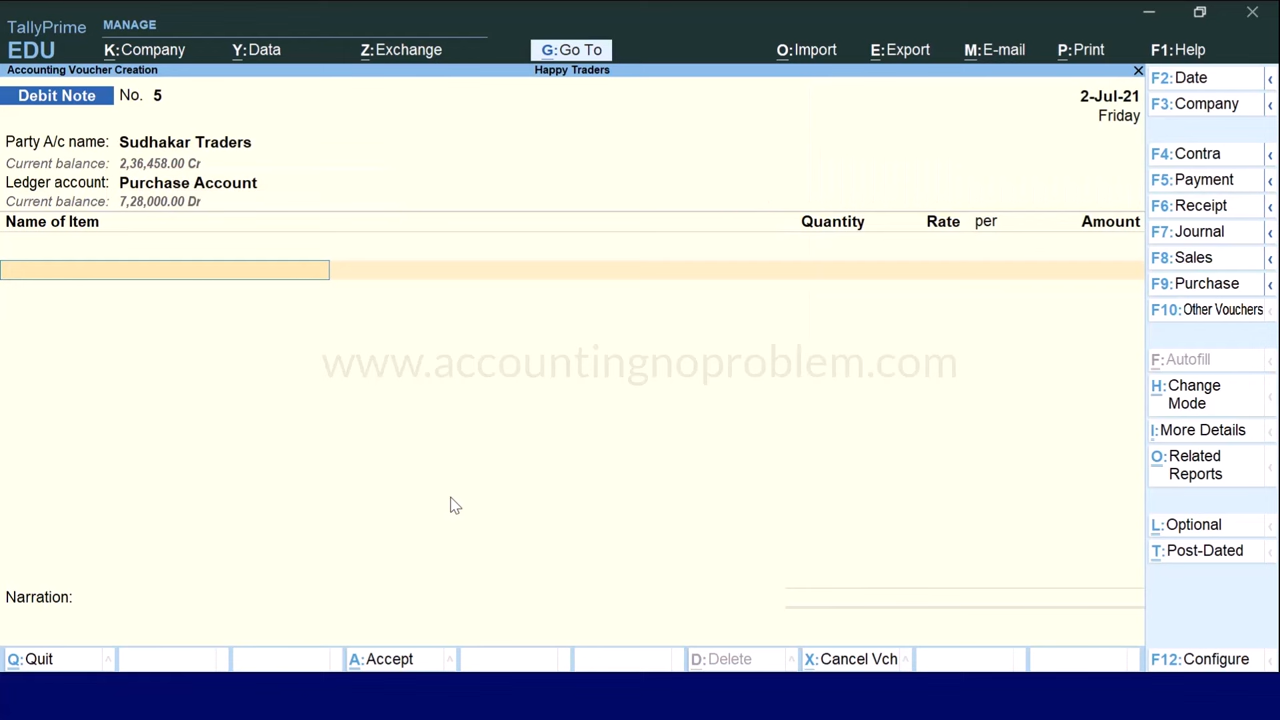 TallyPrime MANAGE
EDU K:Company Y:Data Z:Exchange G:Go To O:Import E:Export M:E-mail P:Print F1:Help
Accounting Voucher Creation Happy Traders
Debit Note No. 5 2-Jul-21
Friday
Party A/c name: Sudhakar Traders
Current balance: 2,36,458.00 Cr
Ledger account: Purchase Account
Current balance: 7,28,000.00 Dr
Name of Item Quantity Rate per Amount
www.accountingnoproblem.com
Narration:
Q:Quit A:Accept D:Delete X:Cancel Vch F12:Configure
F2:Date
F3:Company
F4:Contra
F5:Payment
F6:Receipt
F7:Journal
F8:Sales
F9:Purchase
F10:Other Vouchers
F:Autofill
H:Change
Mode
I:More Details
O:Related
Reports
L:Optional
T:Post-Dated